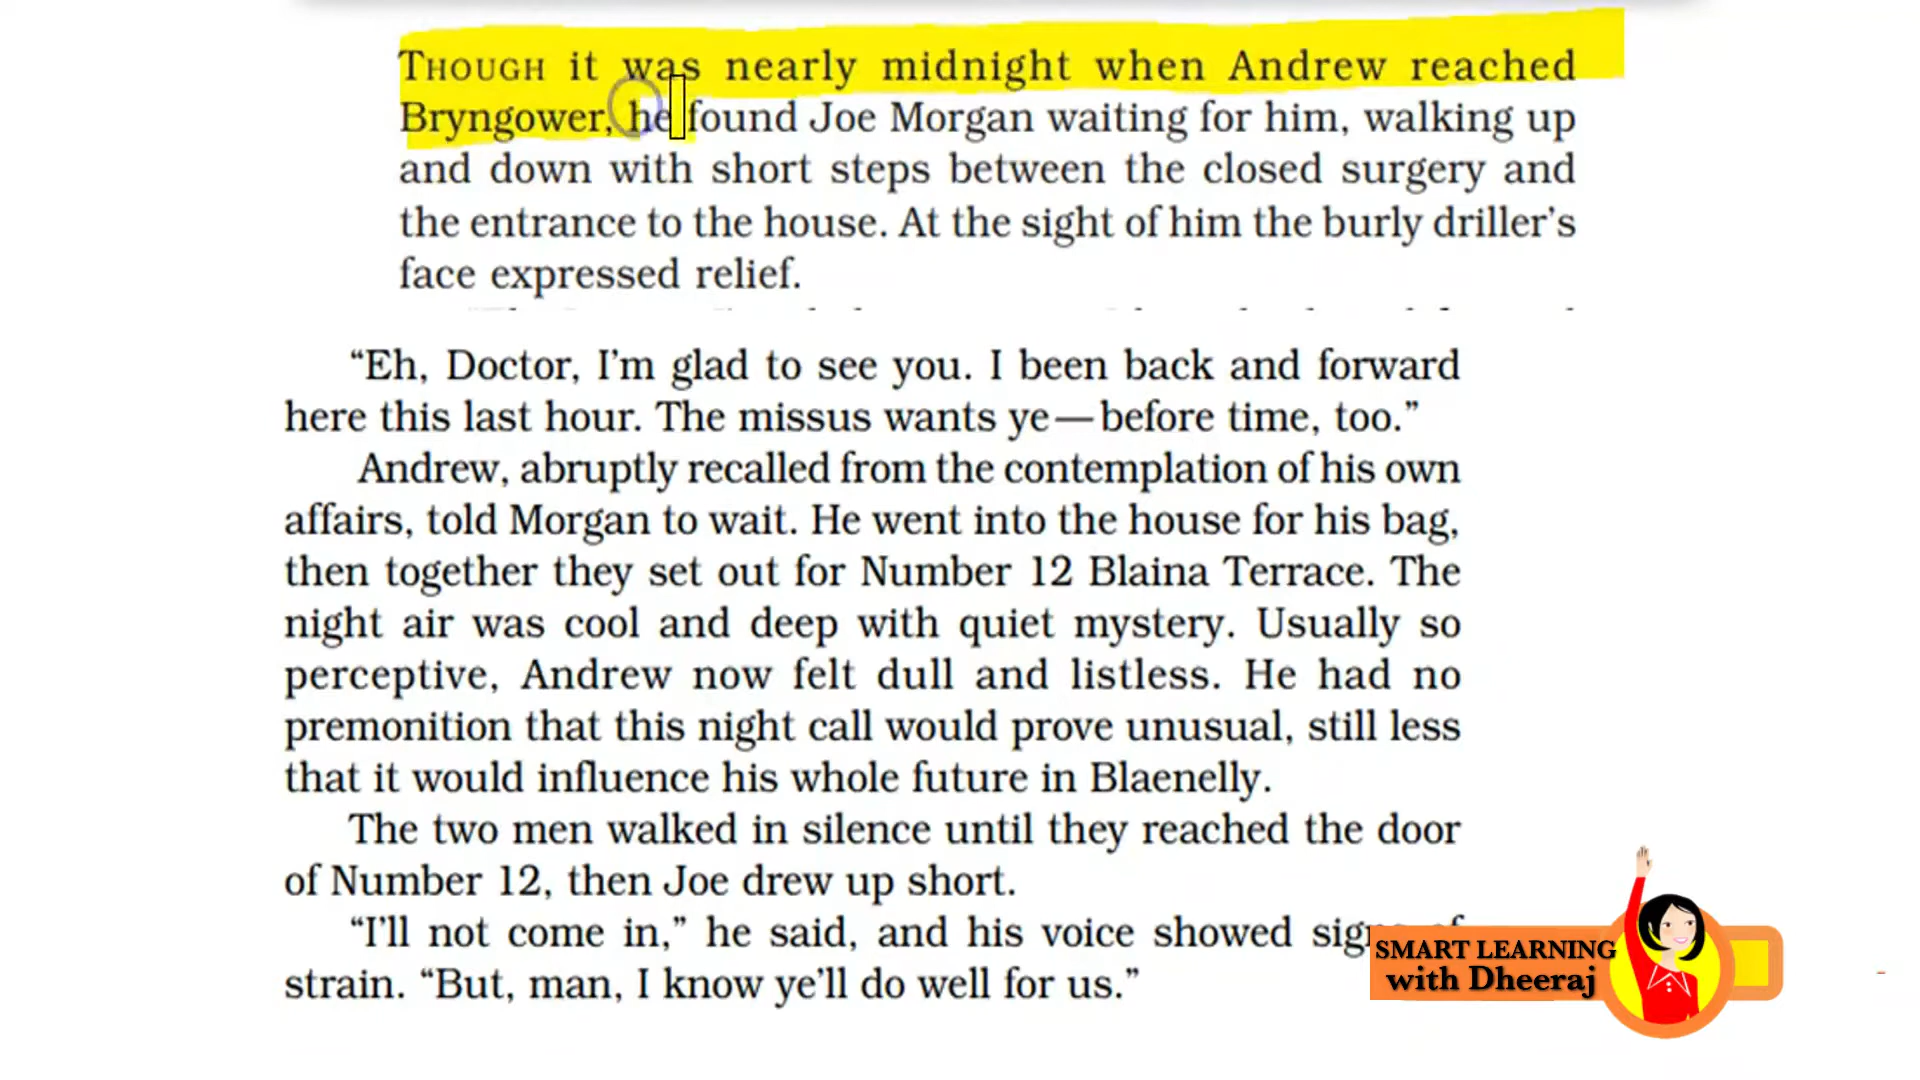 THOUGH it was nearly midnight when Andrew reached
Bryngower, he found Joe Morgan waiting for him, walking up
and down with short steps between the closed surgery and
the entrance to the house. At the sight of him the burly driller’s
face expressed relief.
“Eh, Doctor, I’m glad to see you. I been back and forward
here this last hour. The missus wants ye—before time, too.”
Andrew, abruptly recalled from the contemplation of his own
affairs, told Morgan to wait. He went into the house for his bag,
then together they set out for Number 12 Blaina Terrace. The
night air was cool and deep with quiet mystery. Usually so
perceptive, Andrew now felt dull and listless. He had no
premonition that this night call would prove unusual, still less
that it would influence his whole future in Blaenelly.
The two men walked in silence until they reached the door
of Number 12, then Joe drew up short.
“I’ll not come in,” he said, and his voice showed signs of
strain. “But, man, I know ye’ll do well for us.”
SMART LEARNING
with Dheeraj